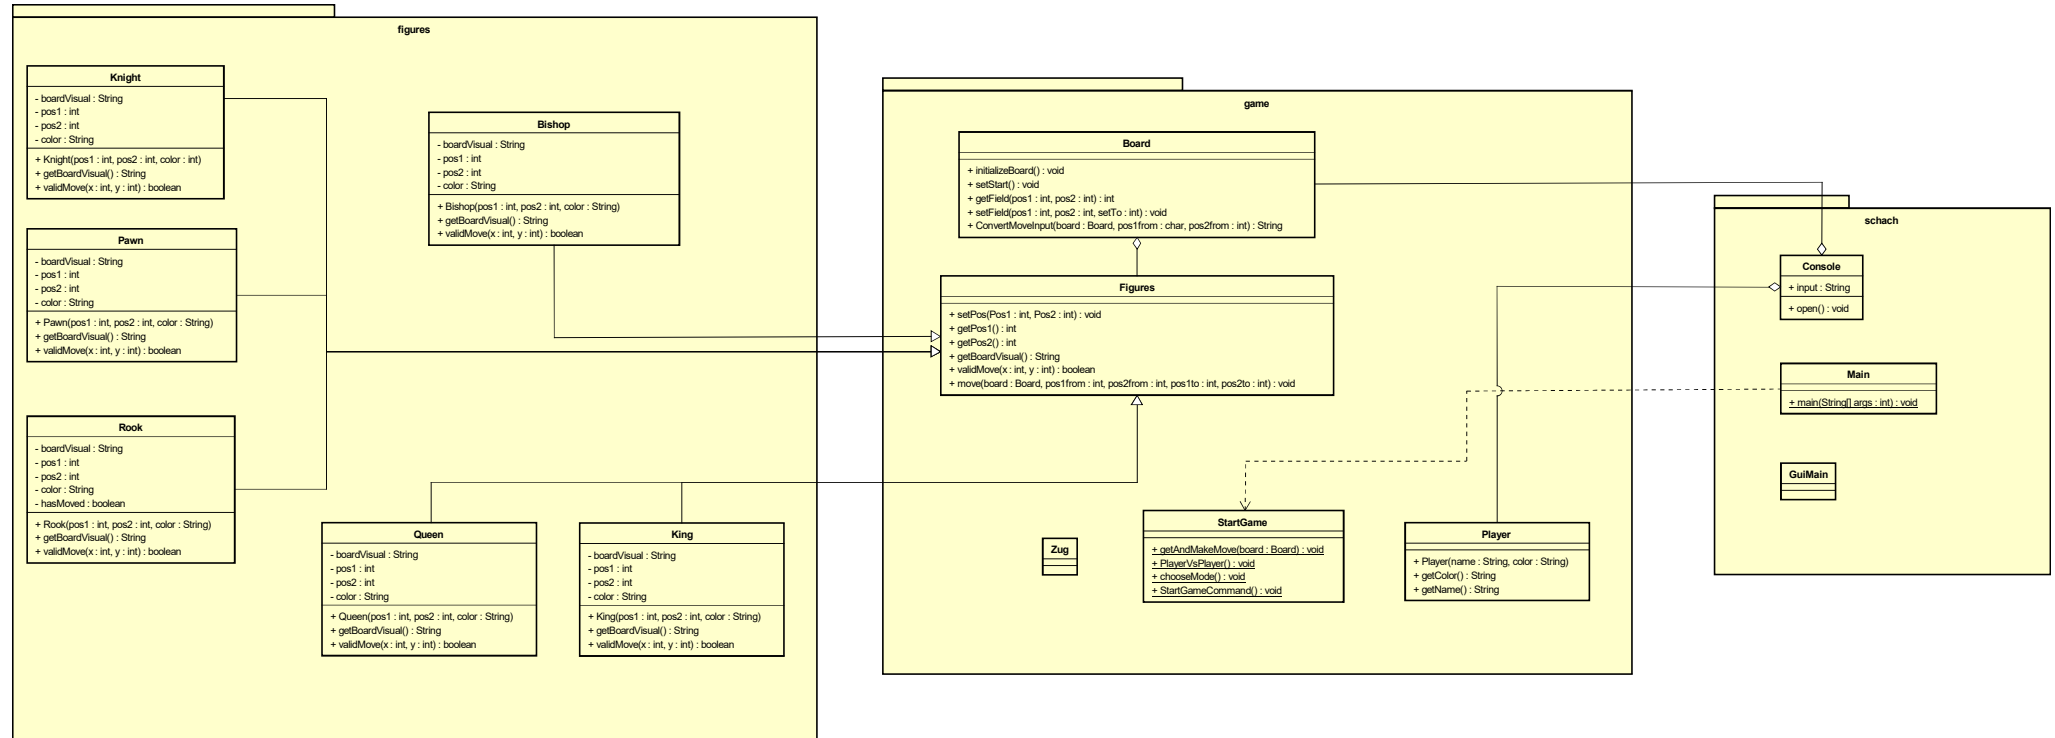 figures
Knight
- boardVisual : String
- pos1 : int
- pos2 : int
- color : String
+ Knight(pos1 : int, pos2 : int, color : int)
+ getBoardVisual() : String
+ validMove(x : int, y : int) : boolean
Pawn
- boardVisual : String
- pos1 : int
- pos2 : int
- color : String
+ Pawn(pos1 : int, pos2 : int, color : String)
+ getBoardVisual() : String
+ validMove(x : int, y : int) : boolean
Rook
- boardVisual : String
- pos1 : int
- pos2 : int
- color : String
- hasMoved : boolean
+ Rook(pos1 : int, pos2 : int, color : String)
+ getBoardVisual() : String
+ validMove(x : int, y : int) : boolean
Bishop
- boardVisual : String
- pos1 : int
- pos2 : int
- color : String
+ Bishop(pos1 : int, pos2 : int, color : String)
+ getBoardVisual() : String
+ validMove(x : int, y : int) : boolean
Queen
- boardVisual : String
- pos1 : int
- pos2 : int
- color : String
+ Queen(pos1 : int, pos2 : int, color : String)
+ getBoardVisual() : String
+ validMove(x : int, y : int) : boolean
King
- boardVisual : String
- pos1 : int
- pos2 : int
- color : String
+ King(pos1 : int, pos2 : int, color : String)
+ getBoardVisual() : String
+ validMove(x : int, y : int) : boolean
game
Board
+ initializeBoard() : void
+ setStart() : void
+ getField(pos1 : int, pos2 : int) : int
+ setField(pos1 : int, pos2 : int, setTo : int) : void
+ ConvertMoveInput(board : Board, pos1from : char, pos2from : int) : String
Figures
+ setPos(Pos1 : int, Pos2 : int) : void
+ getPos1() : int
+ getPos2() : int
+ getBoardVisual() : String
+ validMove(x : int, y : int) : boolean
+ move(board : Board, pos1from : int, pos2from : int, pos1to : int, pos2to : int) : void
Zug
StartGame
+ getAndMakeMove(board : Board) : void
+ PlayerVsPlayer() : void
+ chooseMode() : void
+ StartGameCommand() : void
Player
+ Player(name : String, color : String)
+ getColor() : String
+ getName() : String
schach
Console
+ input : String
+ open() : void
Main
+ main(String[] args : int) : void
GuiMain